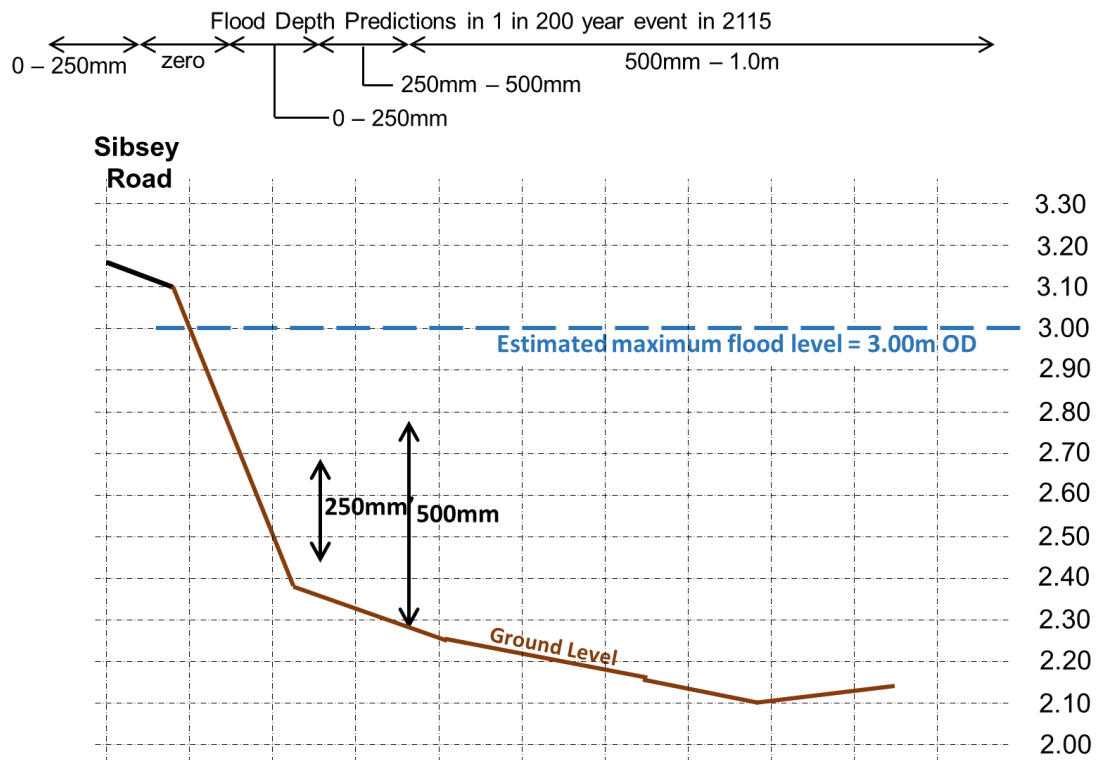 Flood Depth Predictions in 1 in 200 year event in 2115
0 – 250mm
zero
500mm – 1.0m
250mm – 500mm
0 – 250mm
Sibsey
Road
3.30
3.20
3.10
3.00
Estimated maximum flood level = 3.00m OD
2.90
2.80
2.70
2.60
250mm’
500mm
2.50
2.40
2.30
Ground Level
2.20
2.10
2.00